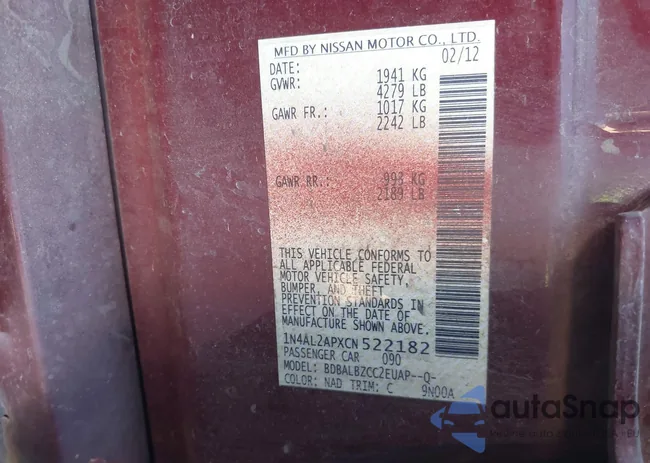 MFD BY NISSAN MOTOR CO., LTD.
DATE: 02/12
GVWR: 1941 KG
4279 LB
GAWR FR.: 1017 KG
2242 LB
GAWR RR.: 993 KG
2189 LB
THIS VEHICLE CONFORMS TO
ALL APPLICABLE FEDERAL
MOTOR VEHICLE SAFETY,
BUMPER, AND THEFT
PREVENTION STANDARDS IN
EFFECT ON THE DATE OF
MANUFACTURE SHOWN ABOVE.
1N4AL2APXCN522182
PASSENGER CAR 090
MODEL: BDBALBZCC2EUAP--Q-
COLOR: NAD TRIM: C 9N00A
autaSnap